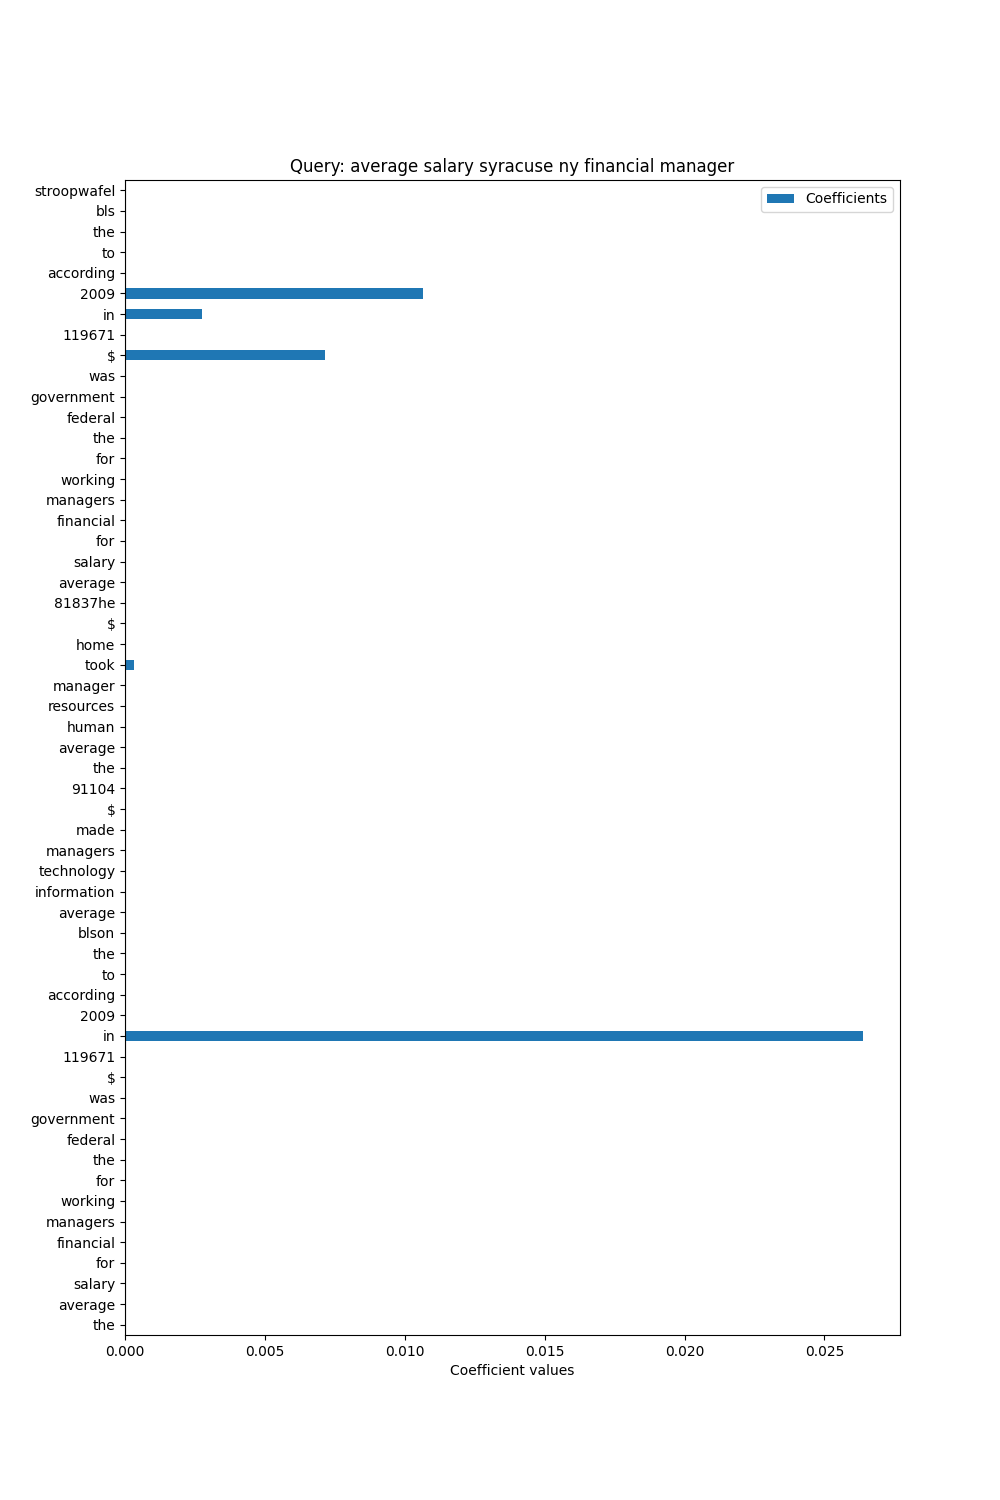 Query: average salary syracuse ny financial manager
Coefficients
stroopwafel
bls
the
to
according
2009
in
119671
$
was
government
federal
the
for
working
managers
financial
for
salary
average
81837he
$
home
took
manager
resources
human
average
the
91104
$
made
managers
technology
information
average
blson
the
to
according
2009
in
119671
$
was
government
federal
the
for
working
managers
financial
for
salary
average
the
0.000 0.005 0.010 0.015 0.020 0.025
Coefficient values